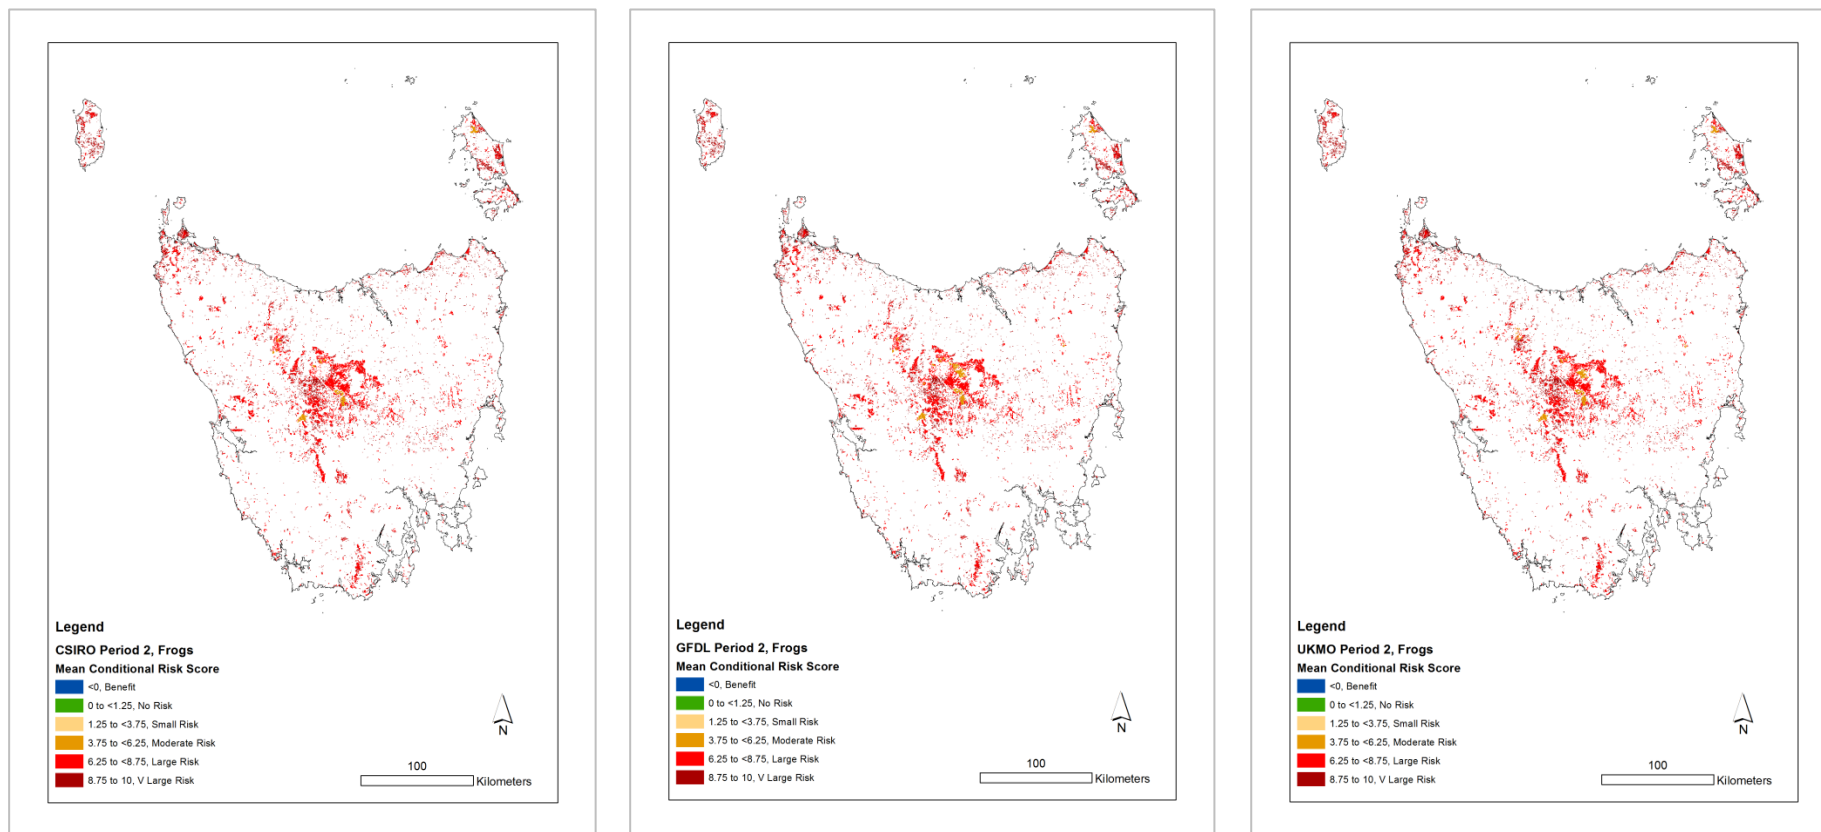 N
Legend
CSIRO Period 2, Frogs
Mean Conditional Risk Score
<0, Benefit
0 to <1.25, No Risk
1.25 to <3.75, Small Risk
3.75 to <6.25, Moderate Risk
6.25 to <8.75, Large Risk
8.75 to 10, V Large Risk
100
Kilometers
N
Legend
GFDL Period 2, Frogs
Mean Conditional Risk Score
<0, Benefit
0 to <1.25, No Risk
1.25 to <3.75, Small Risk
3.75 to <6.25, Moderate Risk
6.25 to <8.75, Large Risk
8.75 to 10, V Large Risk
100
Kilometers
N
Legend
UKMO Period 2, Frogs
Mean Conditional Risk Score
<0, Benefit
0 to <1.25, No Risk
1.25 to <3.75, Small Risk
3.75 to <6.25, Moderate Risk
6.25 to <8.75, Large Risk
8.75 to 10, V Large Risk
100
Kilometers